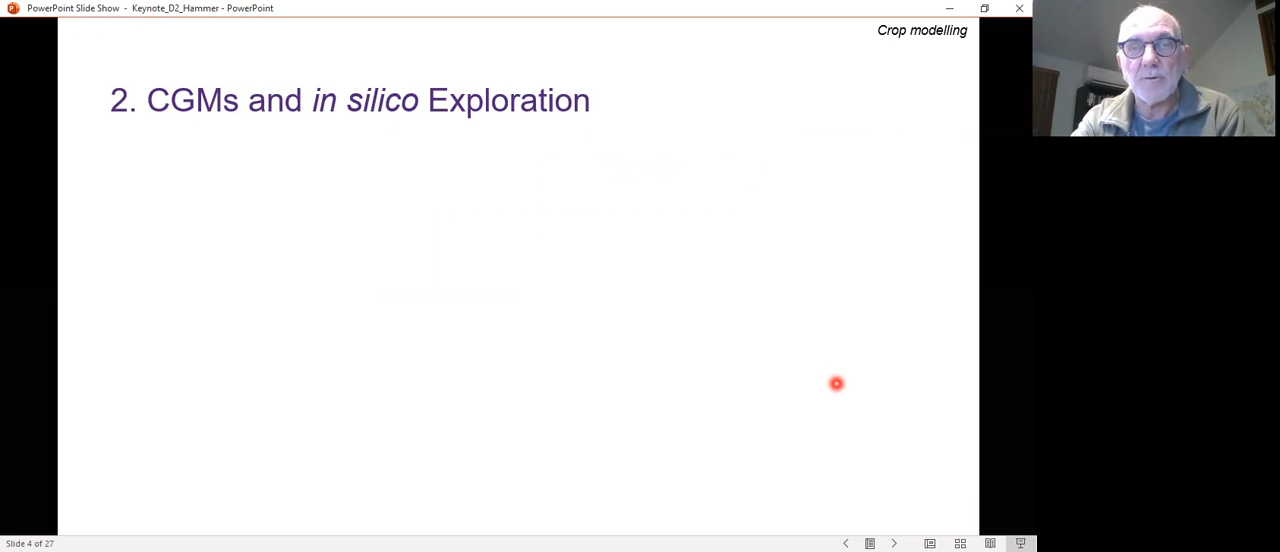 PowerPoint Slide Show - Keynote_D2_Hammer - PowerPoint
Crop modelling
2. CGMs and in silico Exploration
Slide 4 of 27